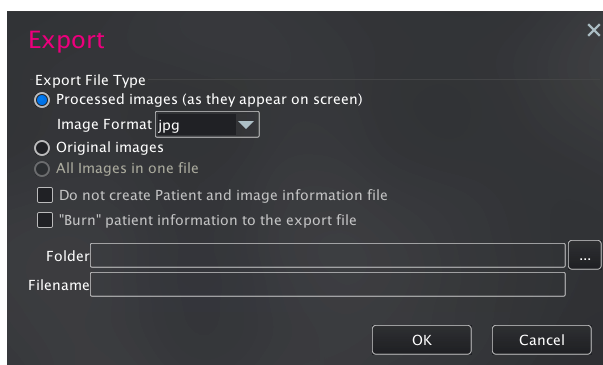 Export
Export File Type
Processed images (as they appear on screen)
Image Format jpg
Original images
All Images in one file
Do not create Patient and image information file
"Burn" patient information to the export file
Folder ...
Filename
OK Cancel